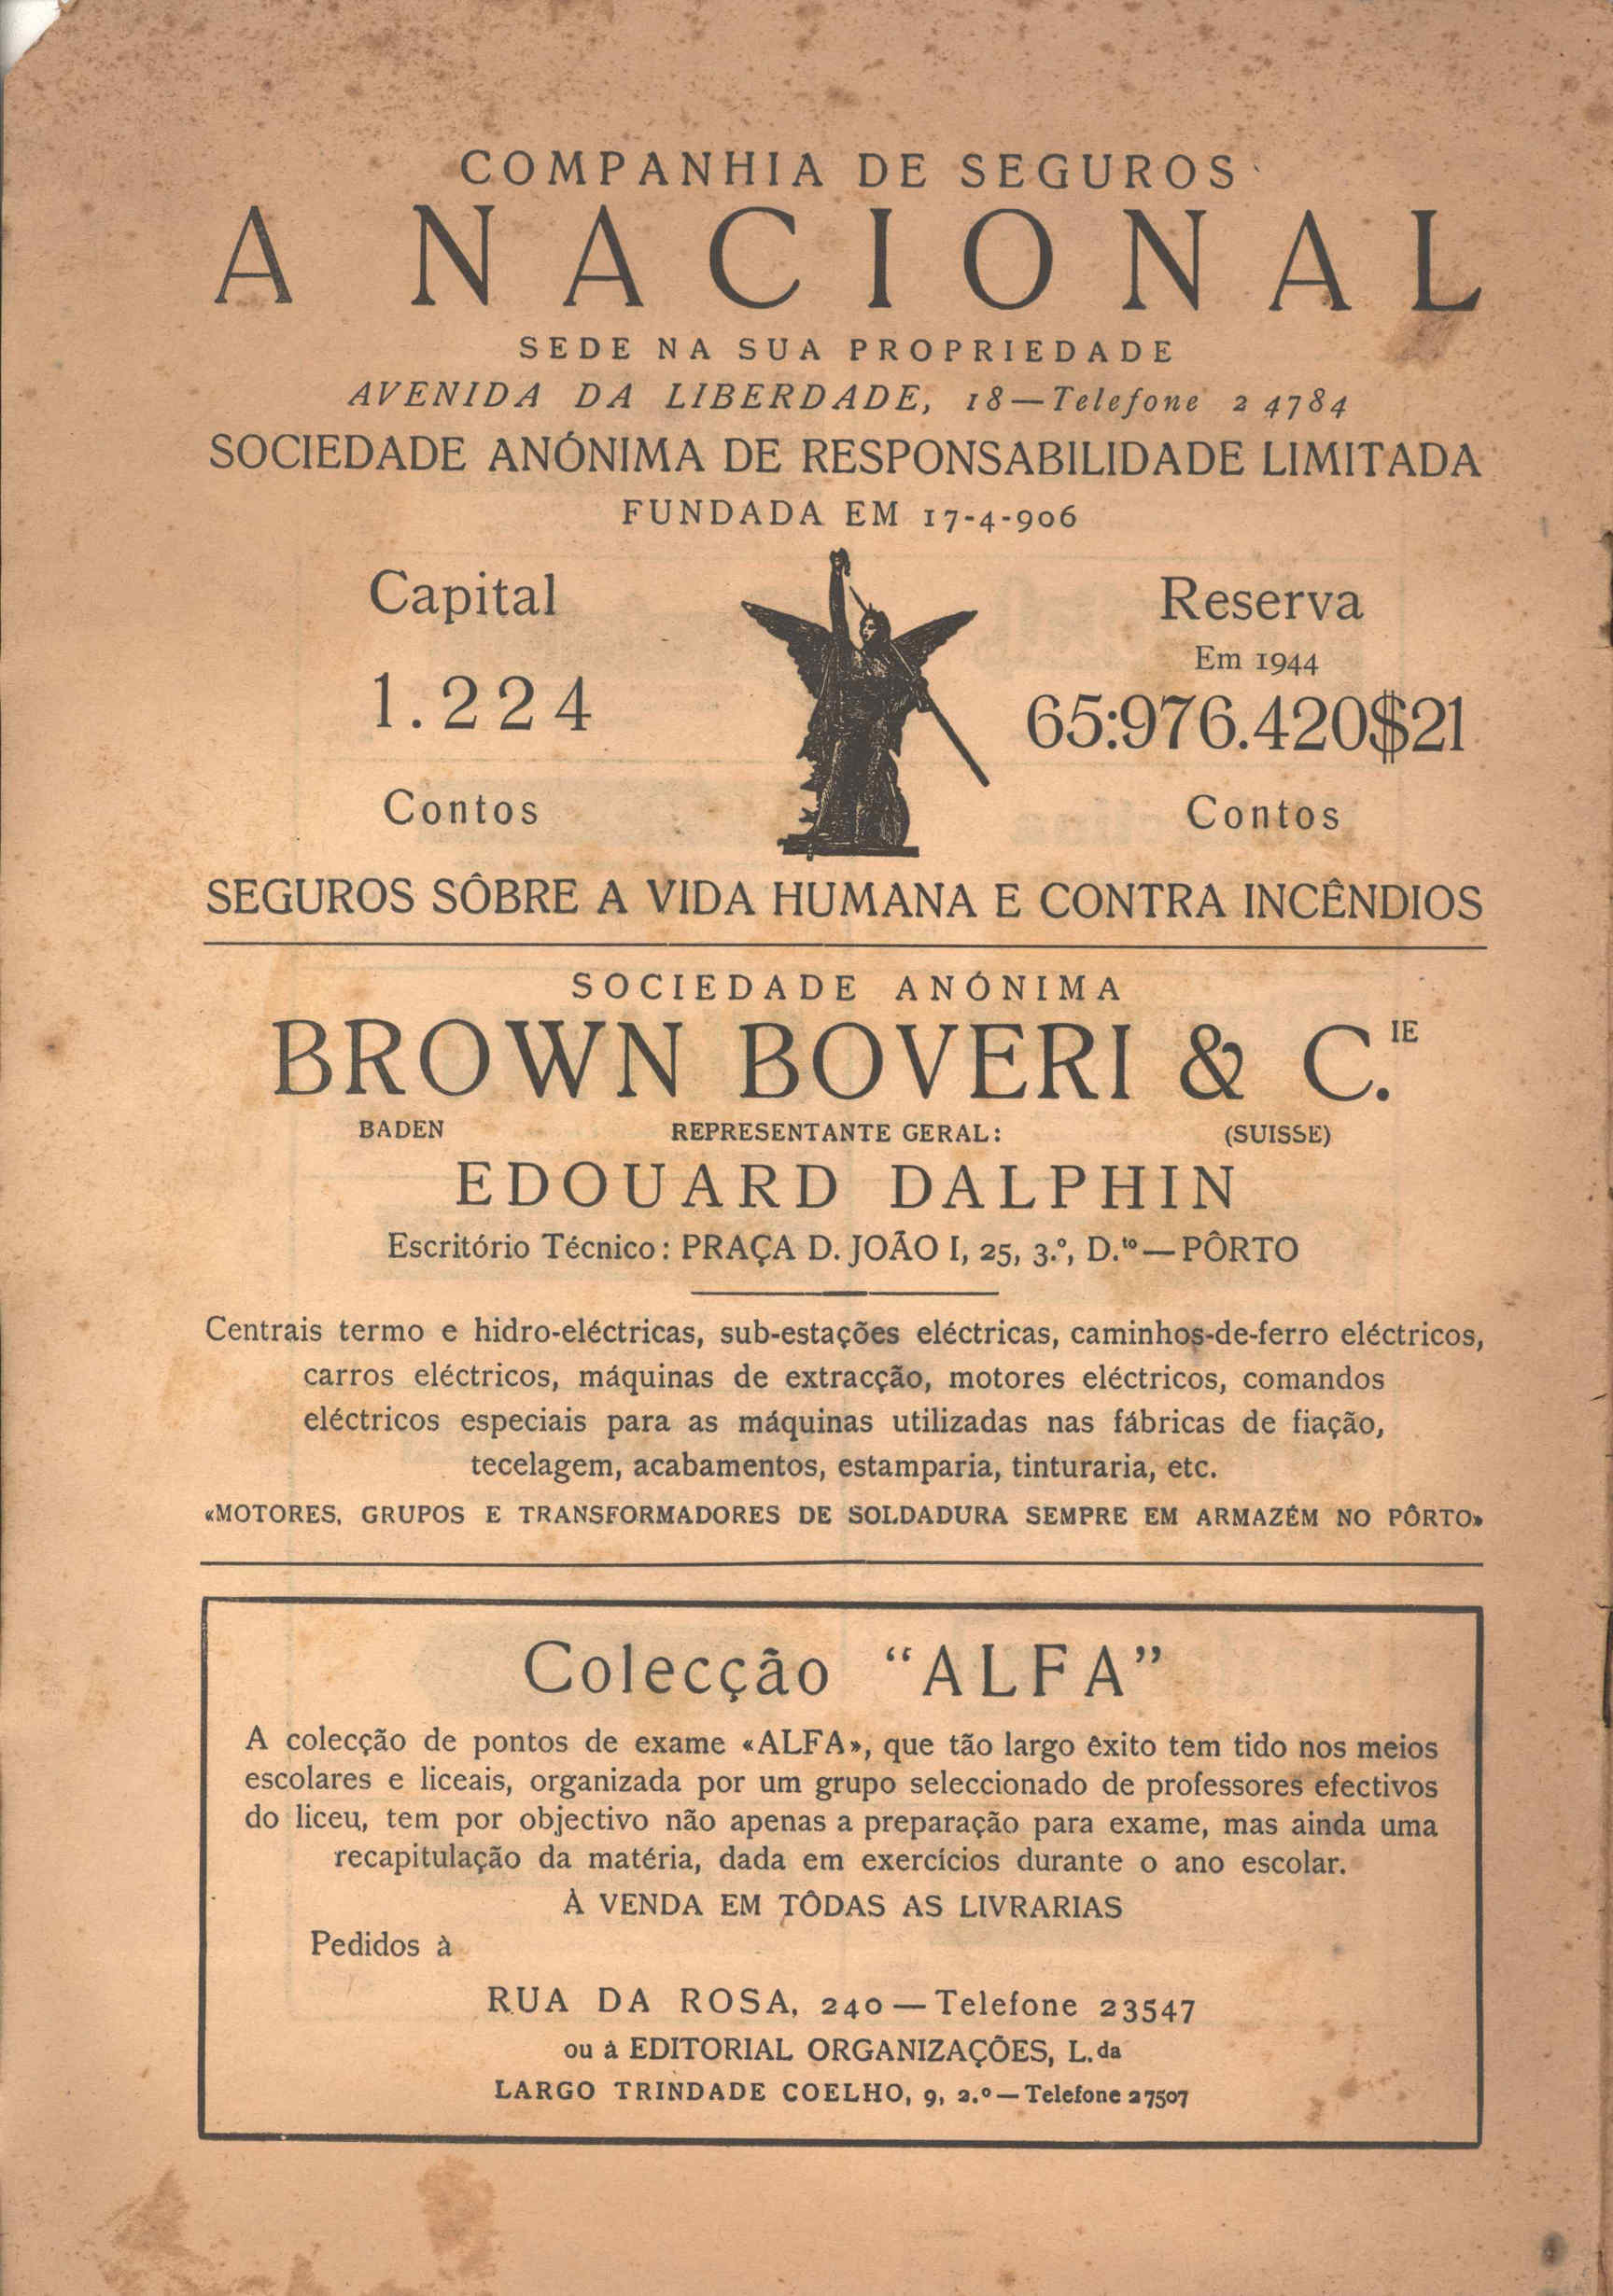 COMPANHIA DE SEGUROS
A NACIONAL
SEDE NA SUA PROPRIEDADE
AVENIDA DA LIBERDADE, 18—Telefone 2 4784
SOCIEDADE ANÓNIMA DE RESPONSABILIDADE LIMITADA
FUNDADA EM 17-4-906
Capital
1.224
Contos
Reserva
Em 1944
65:976.420$21
Contos
SEGUROS SÔBRE A VIDA HUMANA E CONTRA INCÊNDIOS
SOCIEDADE ANÓNIMA
BROWN BOVERI & C.IE
BADEN REPRESENTANTE GERAL: (SUISSE)
EDOUARD DALPHIN
Escritório Técnico: PRAÇA D. JOÃO I, 25, 3.º, D.to—PÔRTO
Centrais termo e hidro-eléctricas, sub-estações eléctricas, caminhos-de-ferro eléctricos,
carros eléctricos, máquinas de extracção, motores eléctricos, comandos
eléctricos especiais para as máquinas utilizadas nas fábricas de fiação,
tecelagem, acabamentos, estamparia, tinturaria, etc.
«MOTORES, GRUPOS E TRANSFORMADORES DE SOLDADURA SEMPRE EM ARMAZÉM NO PÔRTO»
Colecção “ALFA”
A colecção de pontos de exame «ALFA», que tão largo êxito tem tido nos meios
escolares e liceais, organizada por um grupo seleccionado de professores efectivos
do liceu, tem por objectivo não apenas a preparação para exame, mas ainda uma
recapitulação da matéria, dada em exercícios durante o ano escolar.
À VENDA EM TÔDAS AS LIVRARIAS
Pedidos à
RUA DA ROSA, 240—Telefone 23547
ou à EDITORIAL ORGANIZAÇÕES, L.da
LARGO TRINDADE COELHO, 9, 2.º—Telefone 27507